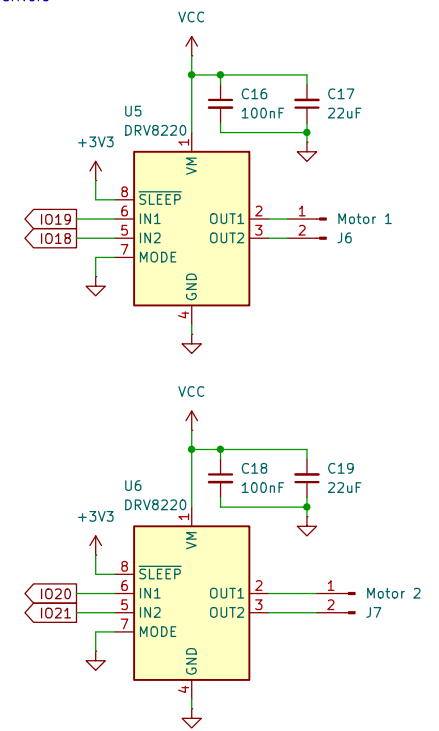 VCC
C16
100nF
C17
22uF
U5
DRV8220
+3V3
1
VM
8 SLEEP
IO19 6 IN1 OUT1 2 1 Motor 1
IO18 5 IN2 OUT2 3 2 J6
7 MODE
GND
4
VCC
C18
100nF
C19
22uF
U6
DRV8220
+3V3
1
VM
8 SLEEP
IO20 6 IN1 OUT1 2 1 Motor 2
IO21 5 IN2 OUT2 3 2 J7
7 MODE
GND
4